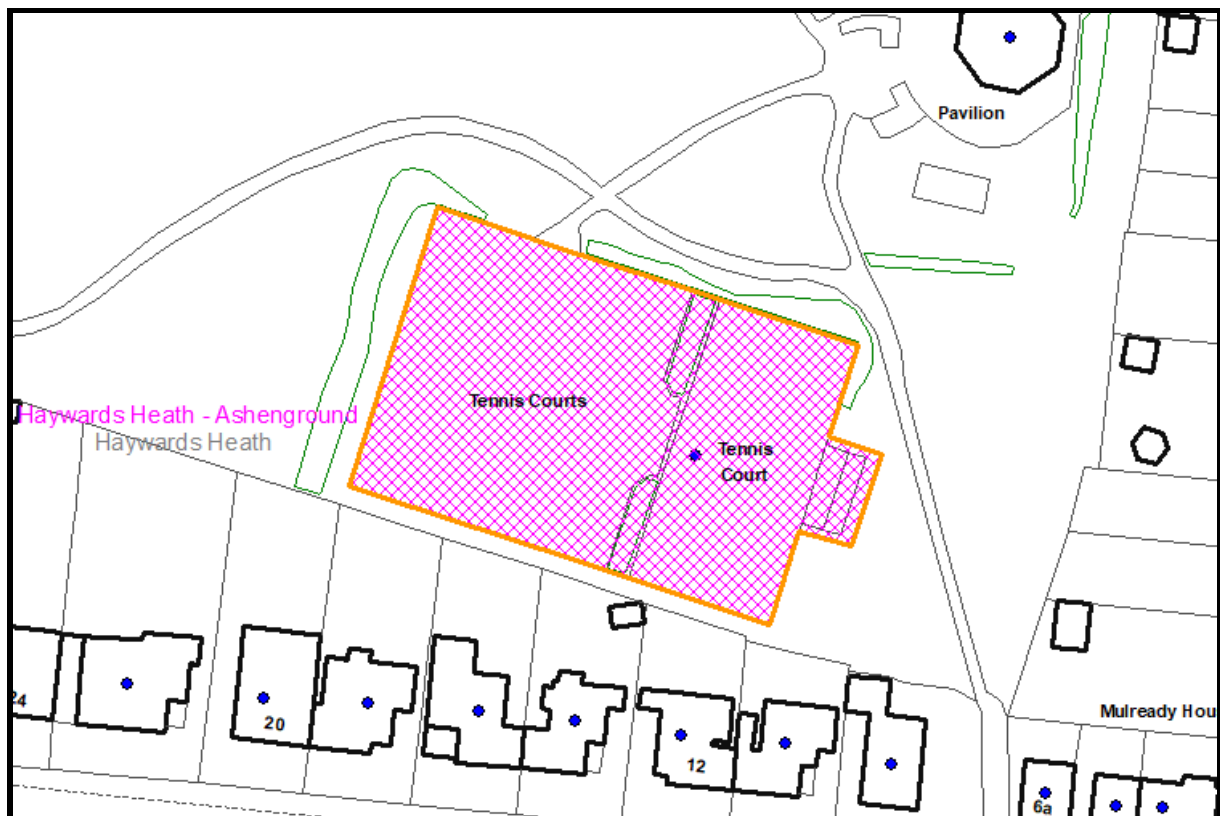 Pavilion
Tennis Courts
Haywards Heath - Ashenground
Haywards Heath
Tennis
Court
24
20
12
Mulready Hou
6a